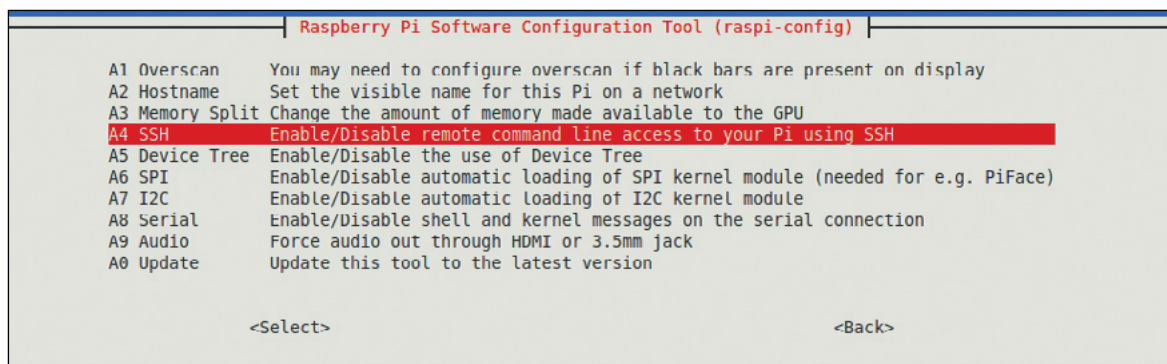 Raspberry Pi Software Configuration Tool (raspi-config)
A1 Overscan You may need to configure overscan if black bars are present on display
A2 Hostname Set the visible name for this Pi on a network
A3 Memory Split Change the amount of memory made available to the GPU
A4 SSH Enable/Disable remote command line access to your Pi using SSH
A5 Device Tree Enable/Disable the use of Device Tree
A6 SPI Enable/Disable automatic loading of SPI kernel module (needed for e.g. PiFace)
A7 I2C Enable/Disable automatic loading of I2C kernel module
A8 Serial Enable/Disable shell and kernel messages on the serial connection
A9 Audio Force audio out through HDMI or 3.5mm jack
A0 Update Update this tool to the latest version
<Select> <Back>